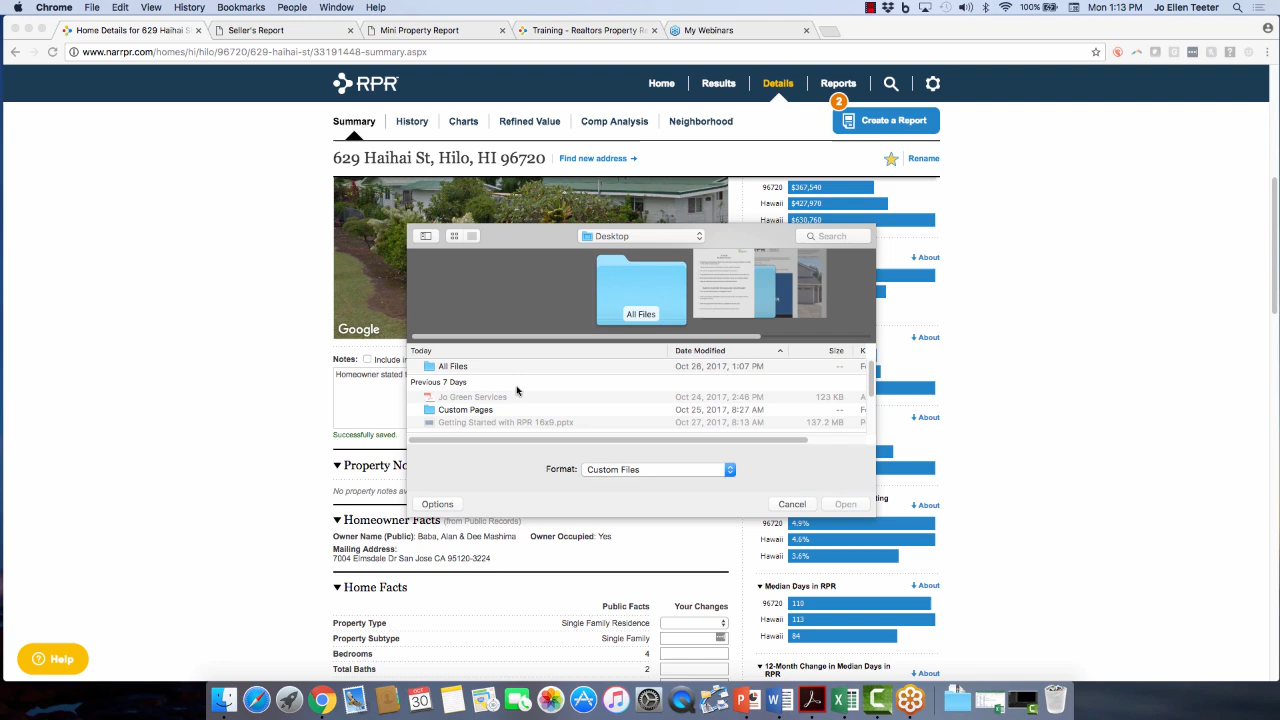 Chrome File Edit View History Bookmarks People Window Help
100% Mon 1:13 PM Jo Ellen Teeter
Home Details for 629 Haihai S
Seller's Report
Mini Property Report
Training - Realtors Property Re
My Webinars
www.narrpr.com/homes/hi/hilo/96720/629-haihai-st/33191448-summary.aspx
RPR
Home Results Details Reports
2
Summary History Charts Refined Value Comp Analysis Neighborhood
Create a Report
629 Haihai St, Hilo, HI 96720 Find new address
Rename
96720 $367,540
Hawaii $427,970
Hawaii $630,760
About
About
About
Google
Desktop
Search
All Files
Today Date Modified Size K
All Files Oct 26, 2017, 1:07 PM --
Previous 7 Days
Jo Green Services Oct 24, 2017, 2:46 PM 123 KB A
Custom Pages Oct 25, 2017, 8:27 AM --
Getting Started with RPR 16x9.pptx Oct 27, 2017, 8:13 AM 137.2 MB P
Format: Custom Files
Options
Cancel Open
Notes: Include i
Homeowner stated t
Successfully saved.
Property No
No property notes av
Homeowner Facts (from Public Records)
Owner Name (Public): Baba, Alan & Dee Mashima Owner Occupied: Yes
Mailing Address:
7004 Elmsdale Dr San Jose CA 95120-3224
Home Facts
Public Facts Your Changes
Property Type Single Family Residence
Property Subtype Single Family
Bedrooms 4
Total Baths 2
ting
About
96720 4.9%
Hawaii 4.6%
Hawaii 3.6%
Median Days in RPR About
96720 110
Hawaii 113
Hawaii 84
12-Month Change in Median Days in
RPR
About
Help
OCT
30